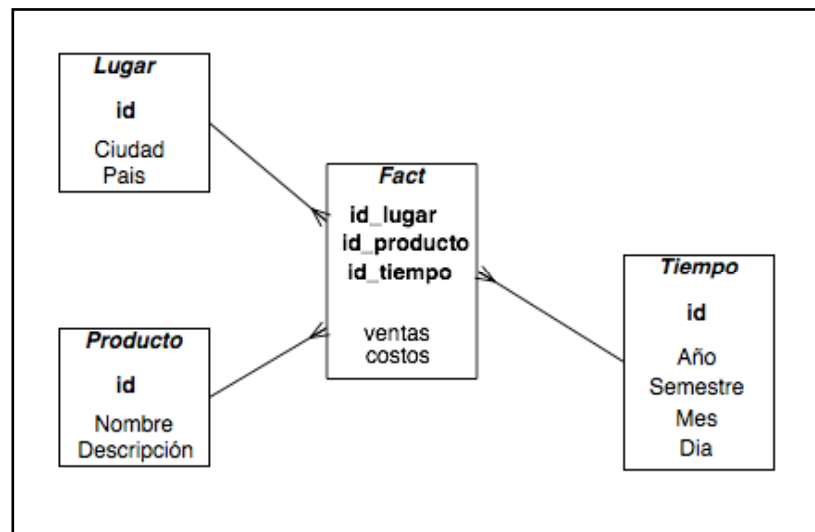 Lugar
id
Ciudad
Pais
Fact
id_lugar
id_producto
id_tiempo
ventas
costos
Producto
id
Nombre
Descripción
Tiempo
id
Año
Semestre
Mes
Dia